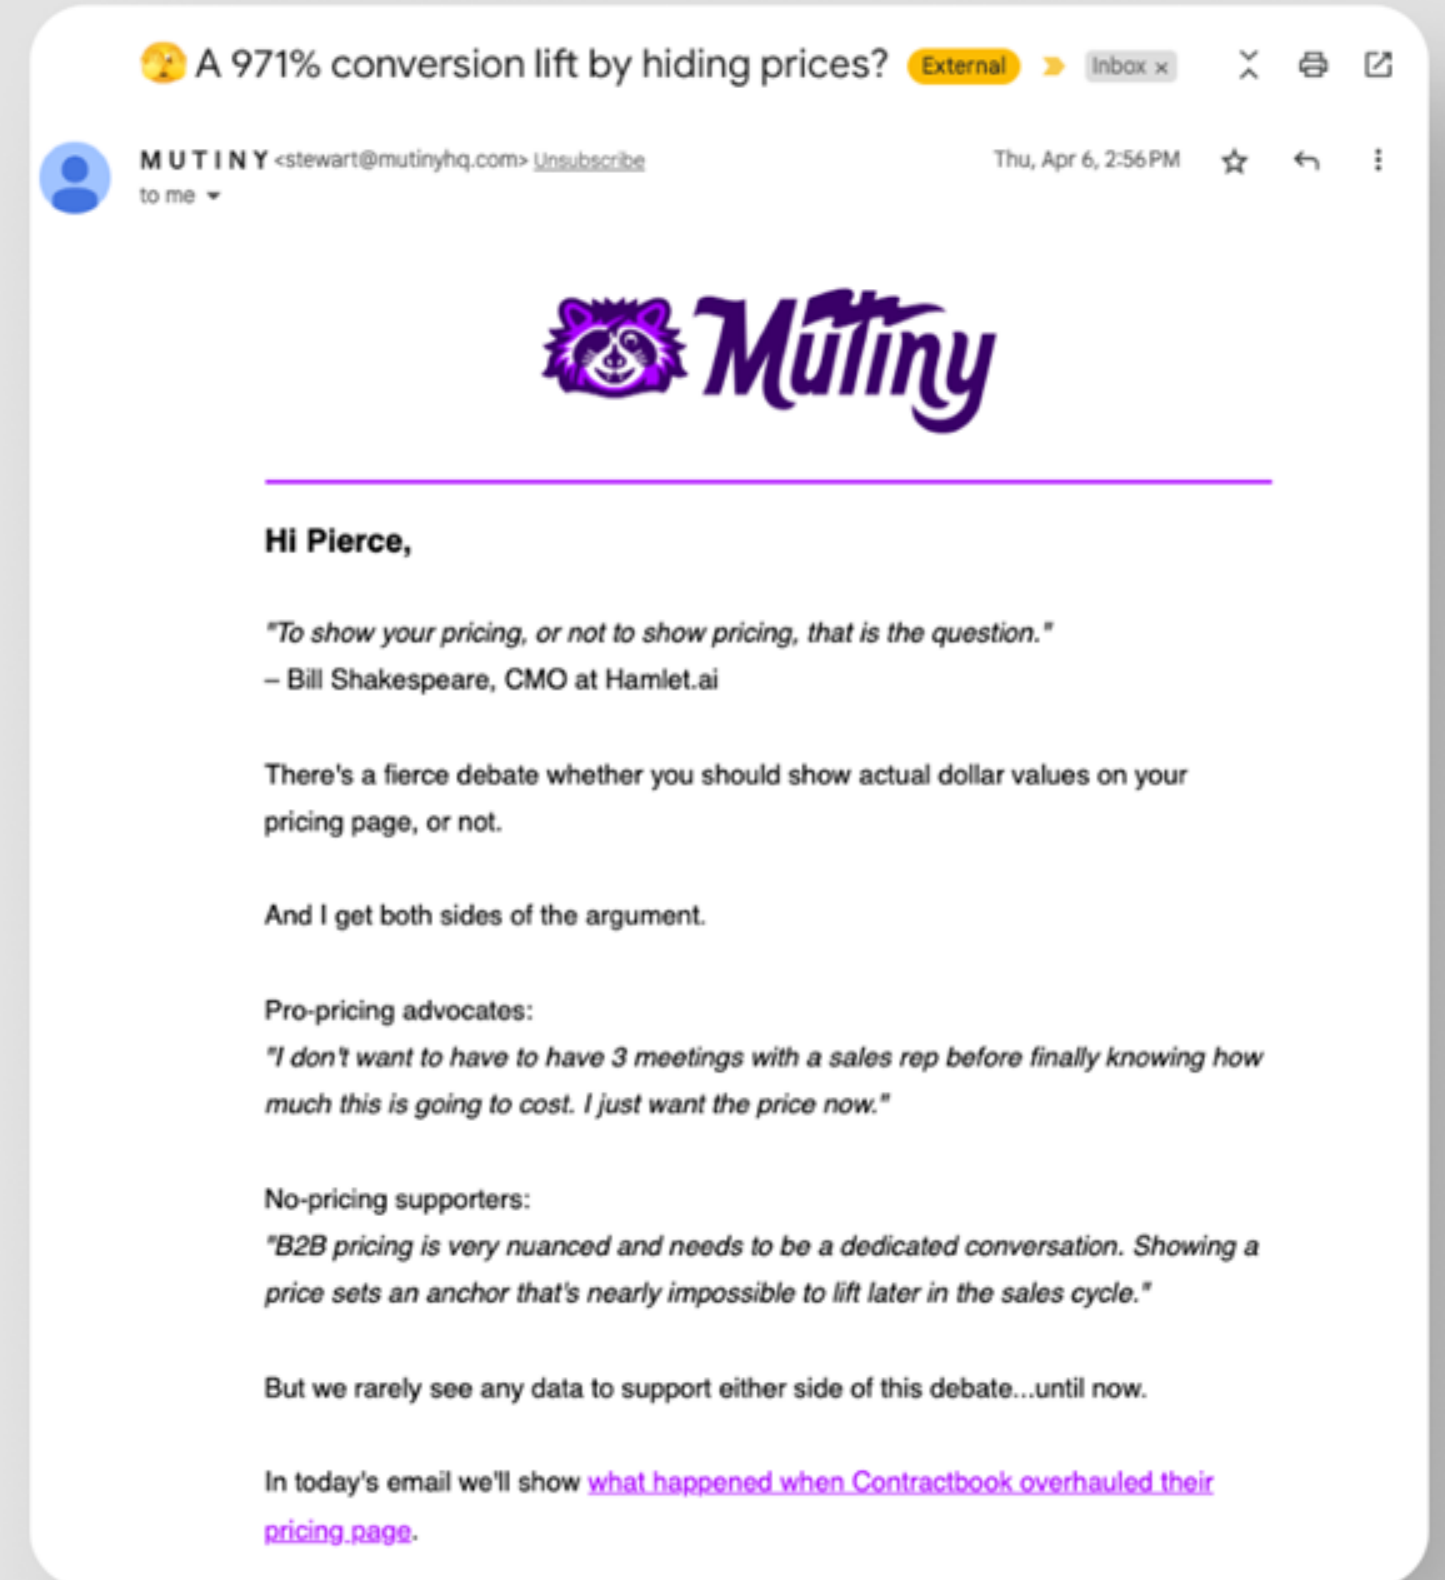 🫣 A 971% conversion lift by hiding prices? External Inbox x
M U T I N Y <stewart@mutinyhq.com> Unsubscribe Thu, Apr 6, 2:56 PM
to me
Mutiny
Hi Pierce,
"To show your pricing, or not to show pricing, that is the question."
– Bill Shakespeare, CMO at Hamlet.ai
There's a fierce debate whether you should show actual dollar values on your
pricing page, or not.
And I get both sides of the argument.
Pro-pricing advocates:
"I don't want to have to have 3 meetings with a sales rep before finally knowing how
much this is going to cost. I just want the price now."
No-pricing supporters:
"B2B pricing is very nuanced and needs to be a dedicated conversation. Showing a
price sets an anchor that's nearly impossible to lift later in the sales cycle."
But we rarely see any data to support either side of this debate...until now.
In today's email we'll show what happened when Contractbook overhauled their
pricing page.